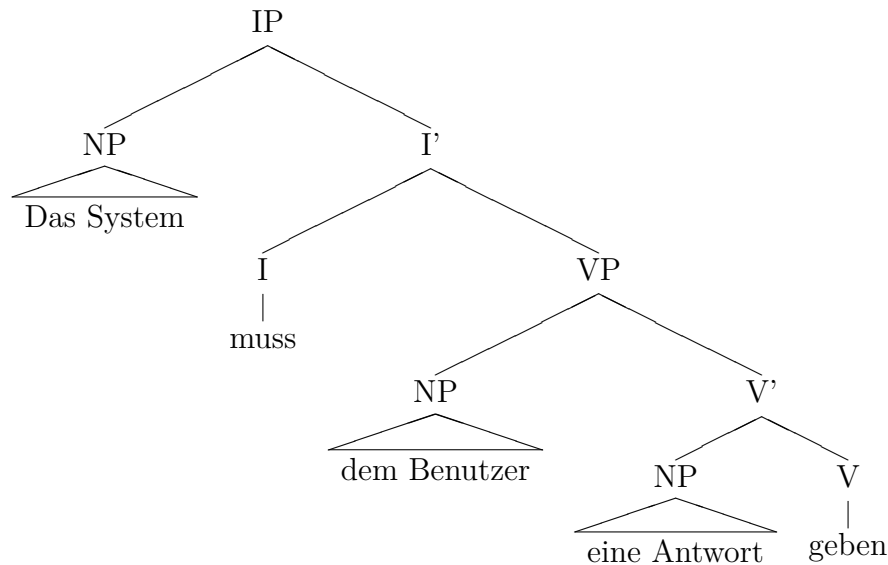 IP
NP I'
Das System
I VP
muss
NP V'
dem Benutzer
NP V
eine Antwort geben